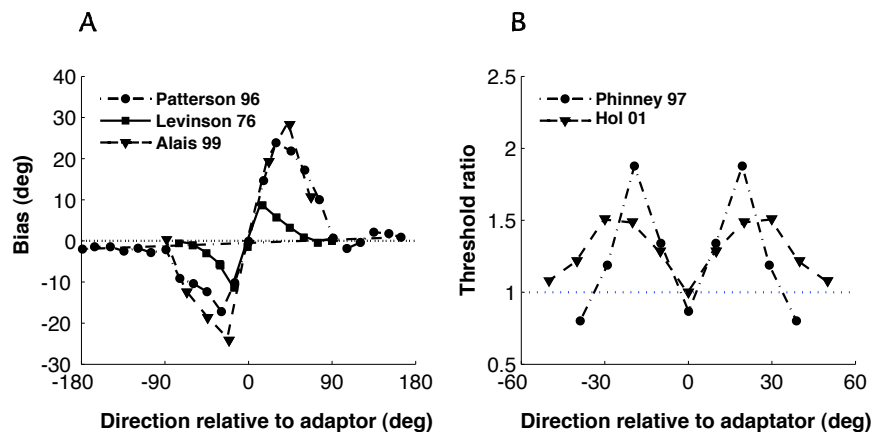 A
40
30
20
10
0
-10
-20
-30
-180
-90
0
90
180
Bias (deg)
Direction relative to adaptor (deg)
Patterson 96
Levinson 76
Alais 99
B
2.5
2
1.5
1
0.5
-60
-30
0
30
60
Threshold ratio
Direction relative to adaptator (deg)
Phinney 97
Hol 01